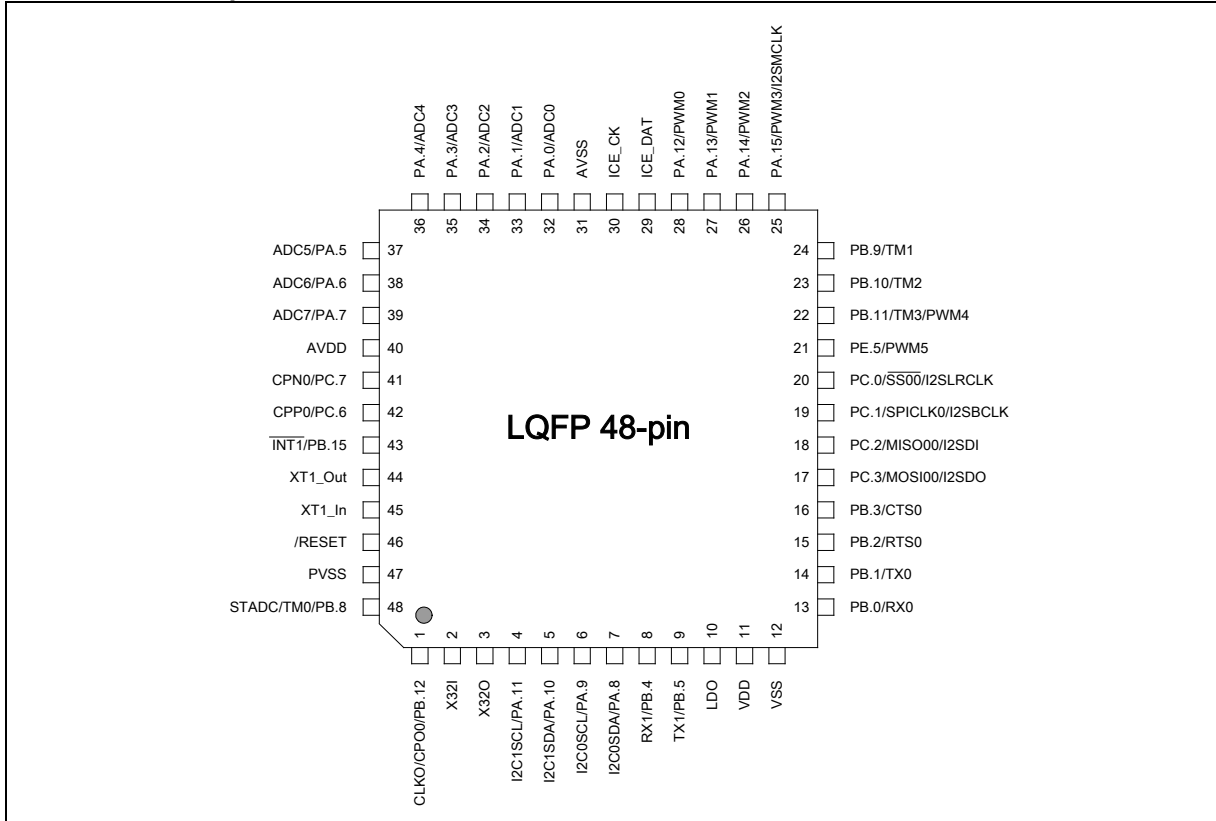 PA.4/ADC4
PA.3/ADC3
PA.2/ADC2
PA.1/ADC1
PA.0/ADC0
AVSS
ICE_CK
ICE_DAT
PA.12/PWM0
PA.13/PWM1
PA.14/PWM2
PA.15/PWM3/I2SMCLK
36
35
34
33
32
31
30
29
28
27
26
25
ADC5/PA.5 37
ADC6/PA.6 38
ADC7/PA.7 39
AVDD 40
CPN0/PC.7 41
CPP0/PC.6 42
INT1/PB.15 43
XT1_Out 44
XT1_In 45
/RESET 46
PVSS 47
STADC/TM0/PB.8 48
LQFP 48-pin
24 PB.9/TM1
23 PB.10/TM2
22 PB.11/TM3/PWM4
21 PE.5/PWM5
20 PC.0/SS00/I2SLRCLK
19 PC.1/SPICLK0/I2SBCLK
18 PC.2/MISO00/I2SDI
17 PC.3/MOSI00/I2SDO
16 PB.3/CTS0
15 PB.2/RTS0
14 PB.1/TX0
13 PB.0/RX0
1
2
3
4
5
6
7
8
9
10
11
12
CLKO/CPO0/PB.12
X32I
X32O
I2C1SCL/PA.11
I2C1SDA/PA.10
I2C0SCL/PA.9
I2C0SDA/PA.8
RX1/PB.4
TX1/PB.5
LDO
VDD
VSS